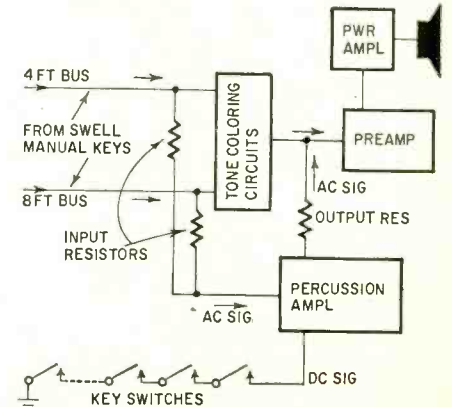 PWR
AMPL
4 FT BUS
FROM SWELL
MANUAL KEYS
8 FT BUS
TONE COLORING
CIRCUITS
PREAMP
AC SIG
OUTPUT RES
INPUT
RESISTORS
AC SIG
PERCUSSION
AMPL
DC SIG
KEY SWITCHES